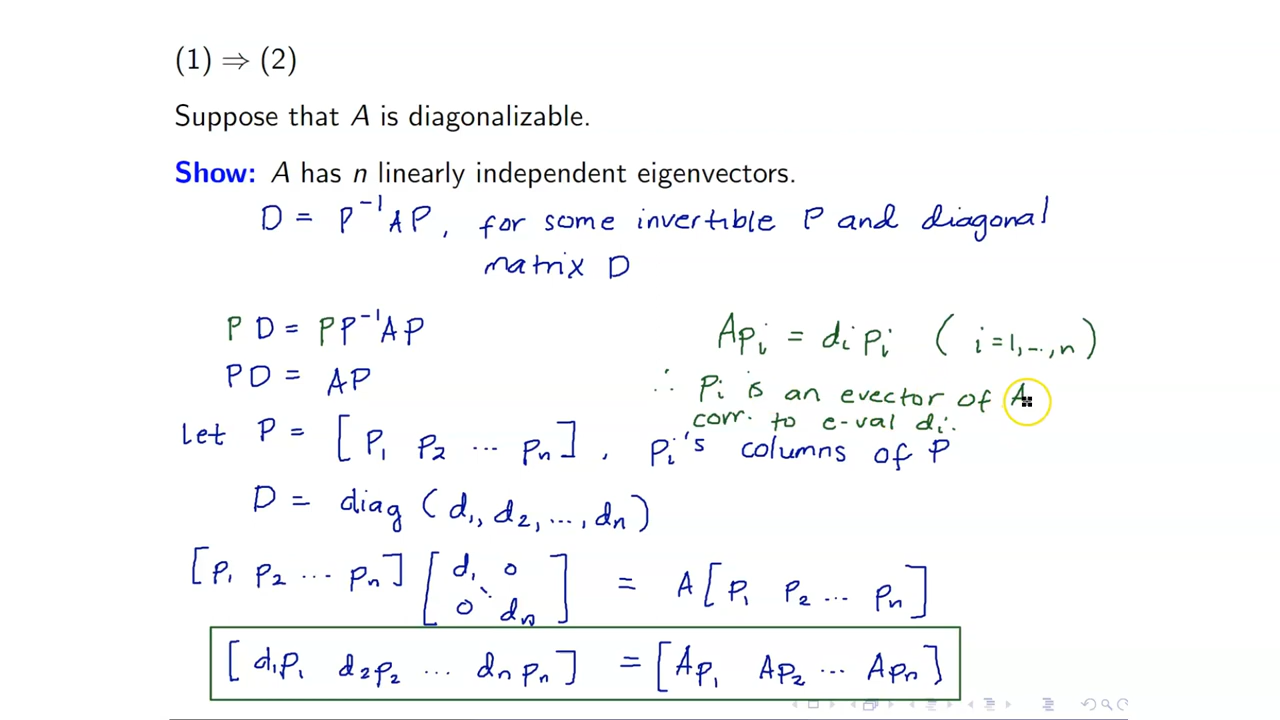 (1) ⇒ (2)
Suppose that A is diagonalizable.
Show: A has n linearly independent eigenvectors.
D = P⁻¹AP, for some invertible P and diagonal
matrix D
PD = PP⁻¹AP
PD = AP
Apᵢ = dᵢpᵢ (i=1,...,n)
∴ pᵢ is an evector of A
corr. to e-val dᵢ.
Let P = [p₁ p₂ ... pₙ], pᵢ's columns of P
D = diag (d₁, d₂, ..., dₙ)
[p₁ p₂ ... pₙ] [d₁ 0
0 ⋱ dₙ] = A[p₁ p₂ ... pₙ]
[d₁p₁ d₂p₂ ... dₙpₙ] = [Ap₁ Ap₂ ... Apₙ]